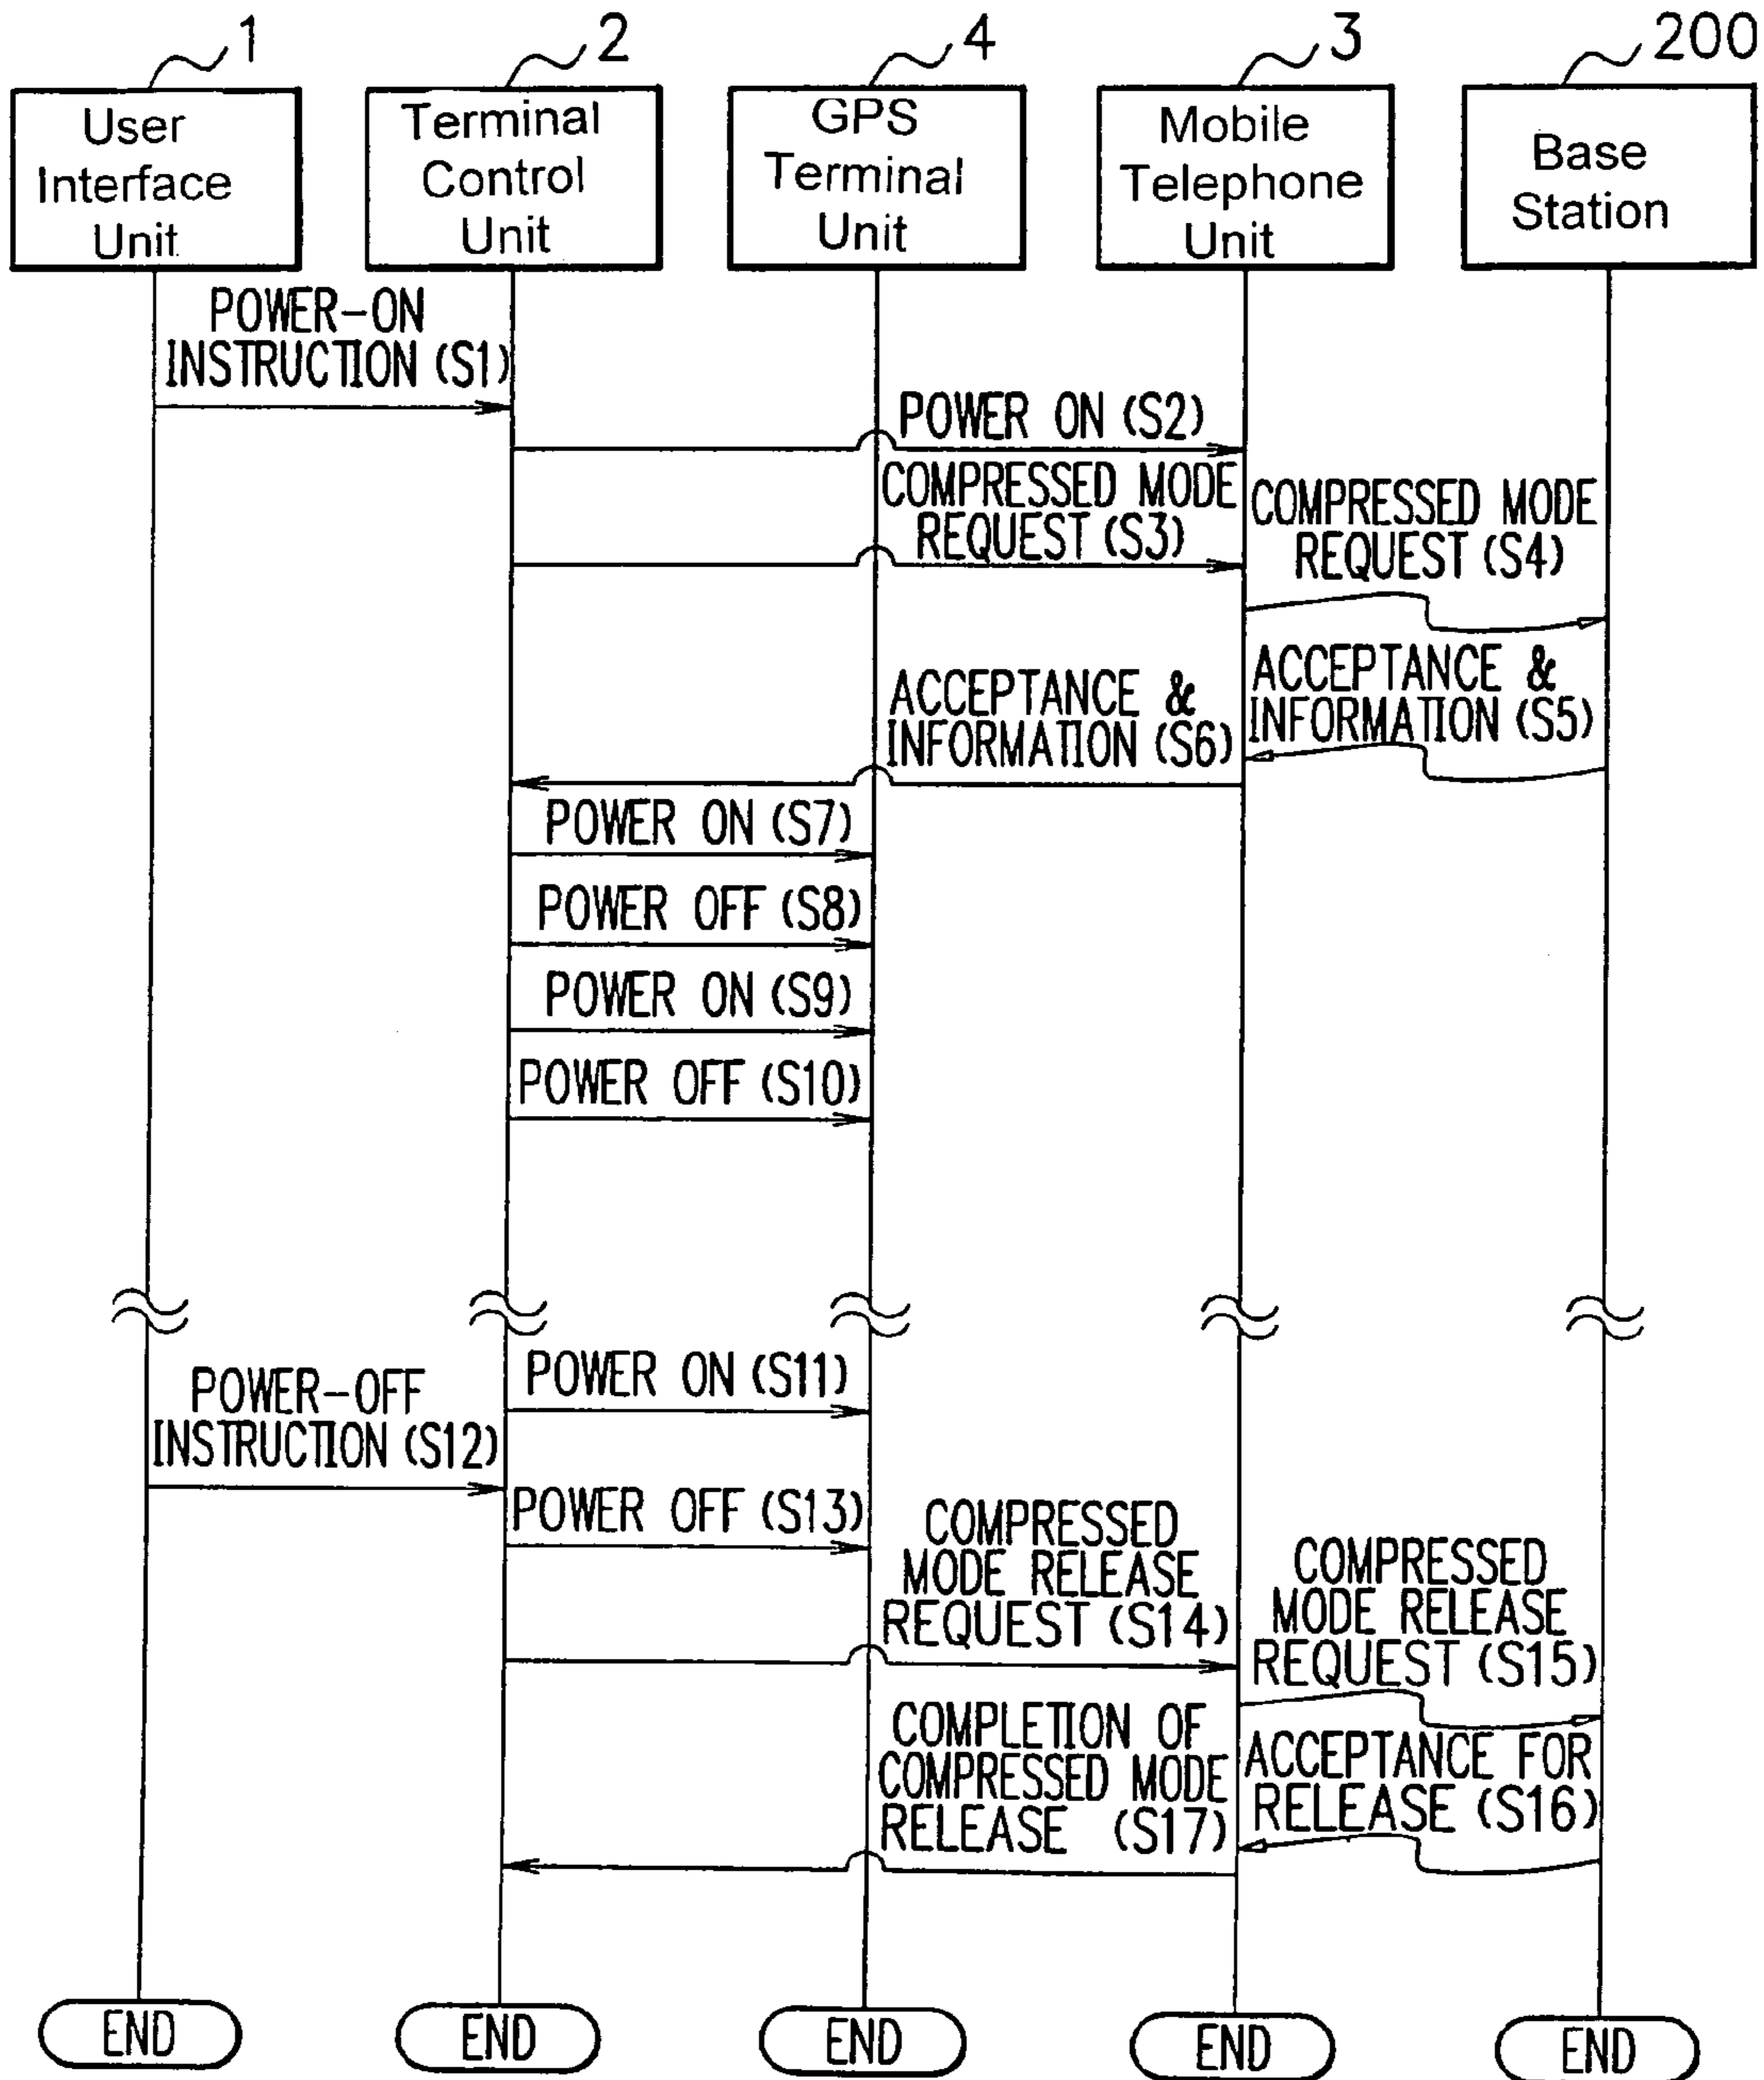 1
2
4
3
200
User
Interface
Unit
Terminal
Control
Unit
GPS
Terminal
Unit
Mobile
Telephone
Unit
Base
Station
POWER-ON
INSTRUCTION (S1)
POWER ON (S2)
COMPRESSED MODE
REQUEST (S3)
COMPRESSED MODE
REQUEST (S4)
ACCEPTANCE &
INFORMATION (S5)
ACCEPTANCE &
INFORMATION (S6)
POWER ON (S7)
POWER OFF (S8)
POWER ON (S9)
POWER OFF (S10)
POWER ON (S11)
POWER-OFF
INSTRUCTION (S12)
POWER OFF (S13)
COMPRESSED
MODE RELEASE
REQUEST (S14)
COMPRESSED
MODE RELEASE
REQUEST (S15)
ACCEPTANCE FOR
RELEASE (S16)
COMPLETION OF
COMPRESSED MODE
RELEASE (S17)
END
END
END
END
END